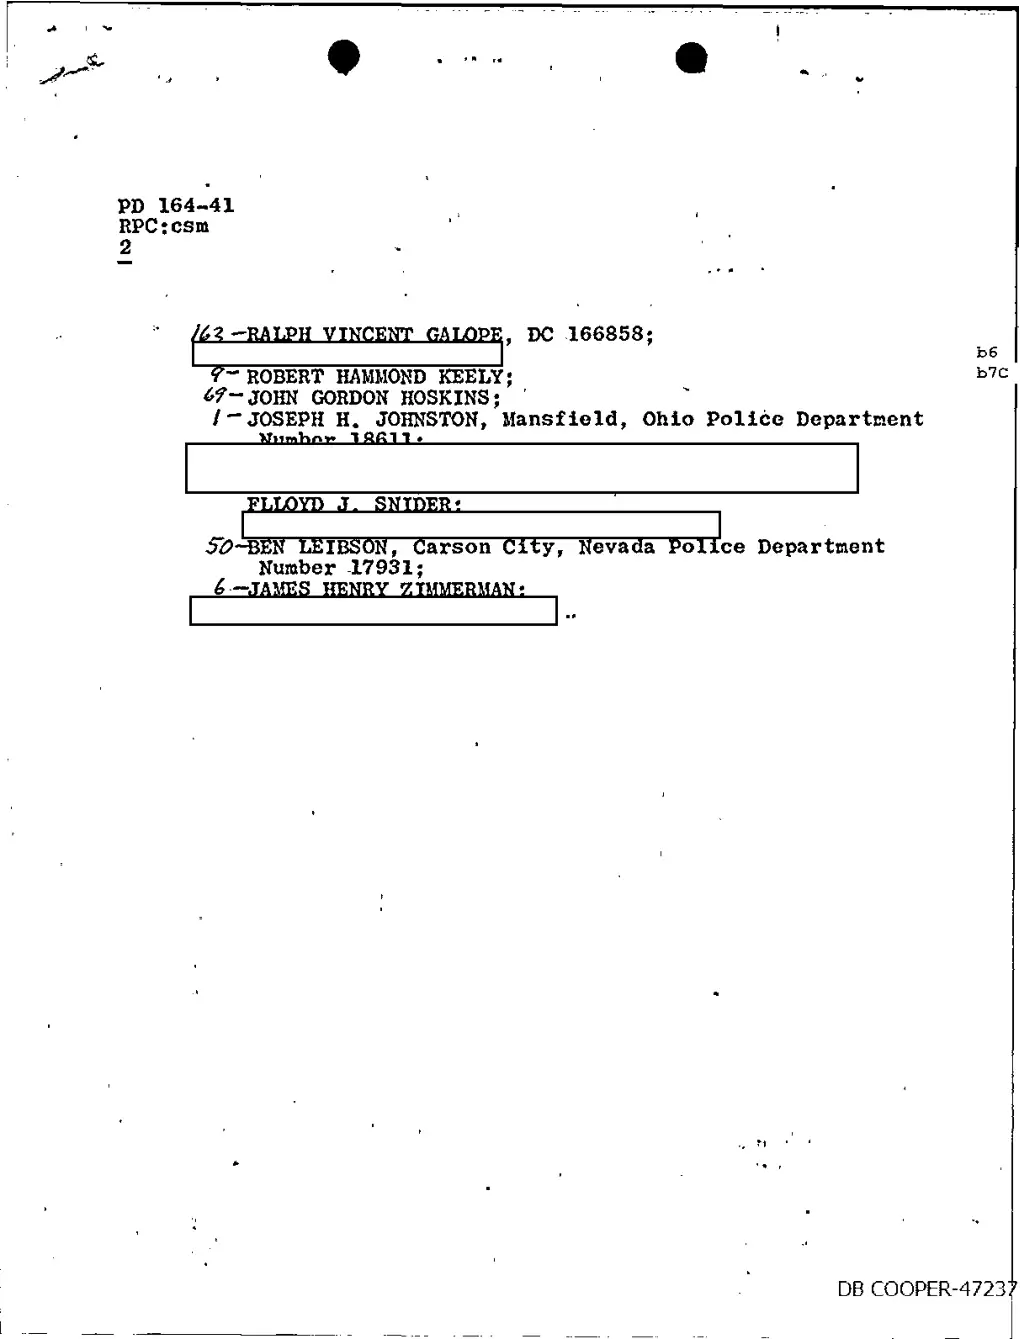 PD 164-41
RPC:csm
2
163-RALPH VINCENT GALOPE, DC 166858;
b6
b7C
9- ROBERT HAMMOND KEELY;
69-JOHN GORDON HOSKINS;
1-JOSEPH H. JOHNSTON, Mansfield, Ohio Police Department
Number 18611;
FLLOYD J. SNIDER;
50-BEN LEIBSON, Carson City, Nevada Police Department
Number 17931;
6-JAMES HENRY ZIMMERMAN;
DB COOPER-47237